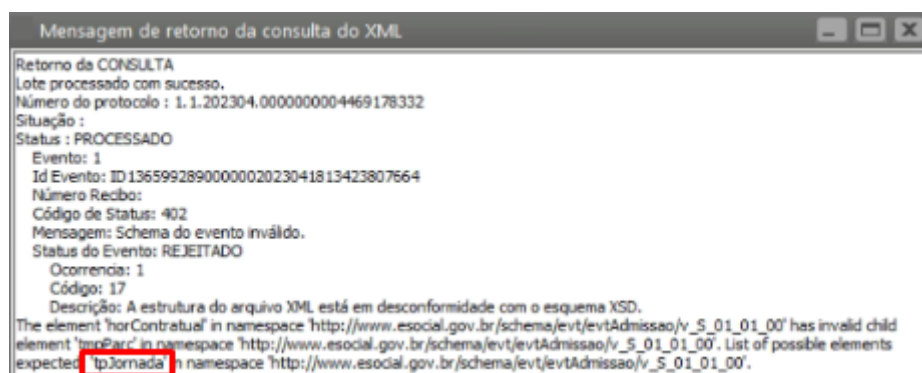 Mensagem de retorno da consulta do XML
Retorno da CONSULTA
Lote processado com sucesso.
Número do protocolo : 1.1.202304.0000000004469178332
Situação :
Status : PROCESSADO
Evento: 1
Id Evento: ID1365992890000002023041813423807664
Número Recibo:
Código de Status: 402
Mensagem: Schema do evento inválido.
Status do Evento: REJEITADO
Ocorrencia: 1
Código: 17
Descrição: A estrutura do arquivo XML está em desconformidade com o esquema XSD.
The element 'horContratual' in namespace 'http://www.esocial.gov.br/schema/evt/evtAdmissao/v_S_01_01_00' has invalid child
element 'tmpParc' in namespace 'http://www.esocial.gov.br/schema/evt/evtAdmissao/v_S_01_01_00'. List of possible elements
expected 'tpJornada' in namespace 'http://www.esocial.gov.br/schema/evt/evtAdmissao/v_S_01_01_00'.